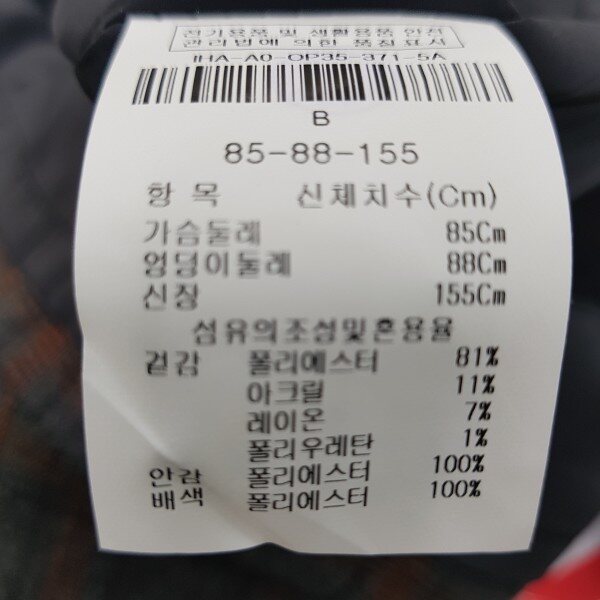 전기용품 및 생활용품 안전
관리법에 의한 품질표시
IHA-A0-OP35-371-5A
B
85-88-155
항 목 신체치수(Cm)
가슴둘레 85Cm
엉덩이둘레 88Cm
신장 155Cm
섬유의조성및혼용율
겉감 폴리에스터 81%
아크릴 11%
레이온 7%
폴리우레탄 1%
안감 폴리에스터 100%
배색 폴리에스터 100%